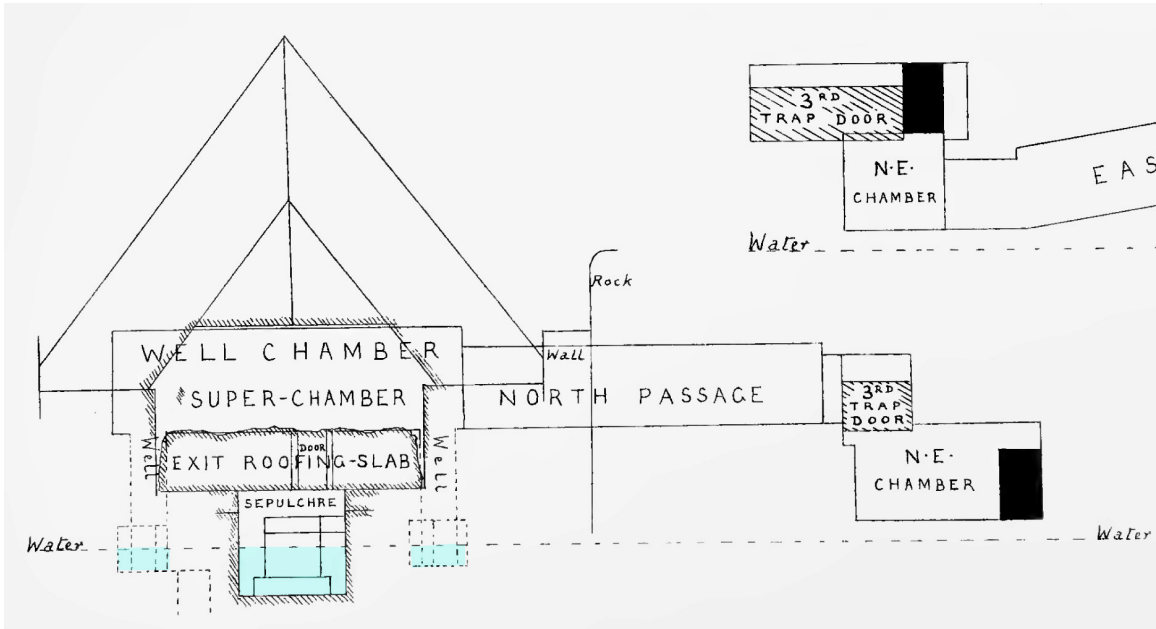 3RD
TRAP DOOR
N.E.
CHAMBER
EAS
Water
Rock
WELL CHAMBER
Wall
SUPER-CHAMBER
NORTH PASSAGE
3RD
TRAP
DOOR
Well
DOOR
Well
EXIT ROOFING-SLAB
N.E.
CHAMBER
SEPULCHRE
Water
Water